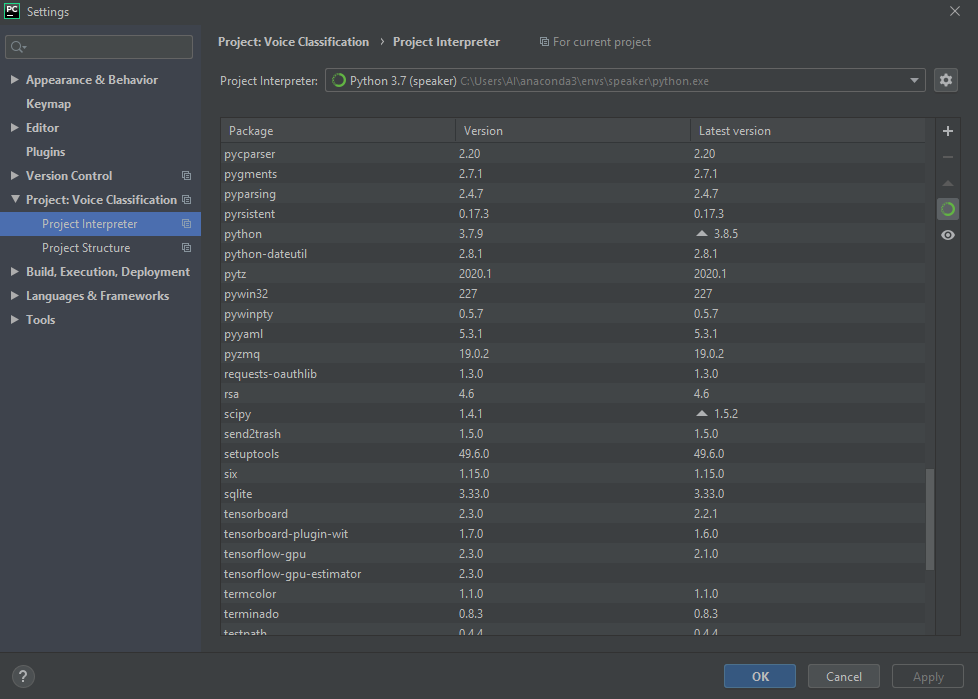 PC Settings
Project: Voice Classification › Project Interpreter For current project
Appearance & Behavior
Keymap
Editor
Plugins
Version Control
Project: Voice Classification
Project Interpreter
Project Structure
Build, Execution, Deployment
Languages & Frameworks
Tools
Project Interpreter: Python 3.7 (speaker) C:\Users\AI\anaconda3\envs\speaker\python.exe
Package Version Latest version
pycparser 2.20 2.20
pygments 2.7.1 2.7.1
pyparsing 2.4.7 2.4.7
pyrsistent 0.17.3 0.17.3
python 3.7.9 3.8.5
python-dateutil 2.8.1 2.8.1
pytz 2020.1 2020.1
pywin32 227 227
pywinpty 0.5.7 0.5.7
pyyaml 5.3.1 5.3.1
pyzmq 19.0.2 19.0.2
requests-oauthlib 1.3.0 1.3.0
rsa 4.6 4.6
scipy 1.4.1 1.5.2
send2trash 1.5.0 1.5.0
setuptools 49.6.0 49.6.0
six 1.15.0 1.15.0
sqlite 3.33.0 3.33.0
tensorboard 2.3.0 2.2.1
tensorboard-plugin-wit 1.7.0 1.6.0
tensorflow-gpu 2.3.0 2.1.0
tensorflow-gpu-estimator 2.3.0
termcolor 1.1.0 1.1.0
terminado 0.8.3 0.8.3
testpath 0.4.4 0.4.4
? OK Cancel Apply